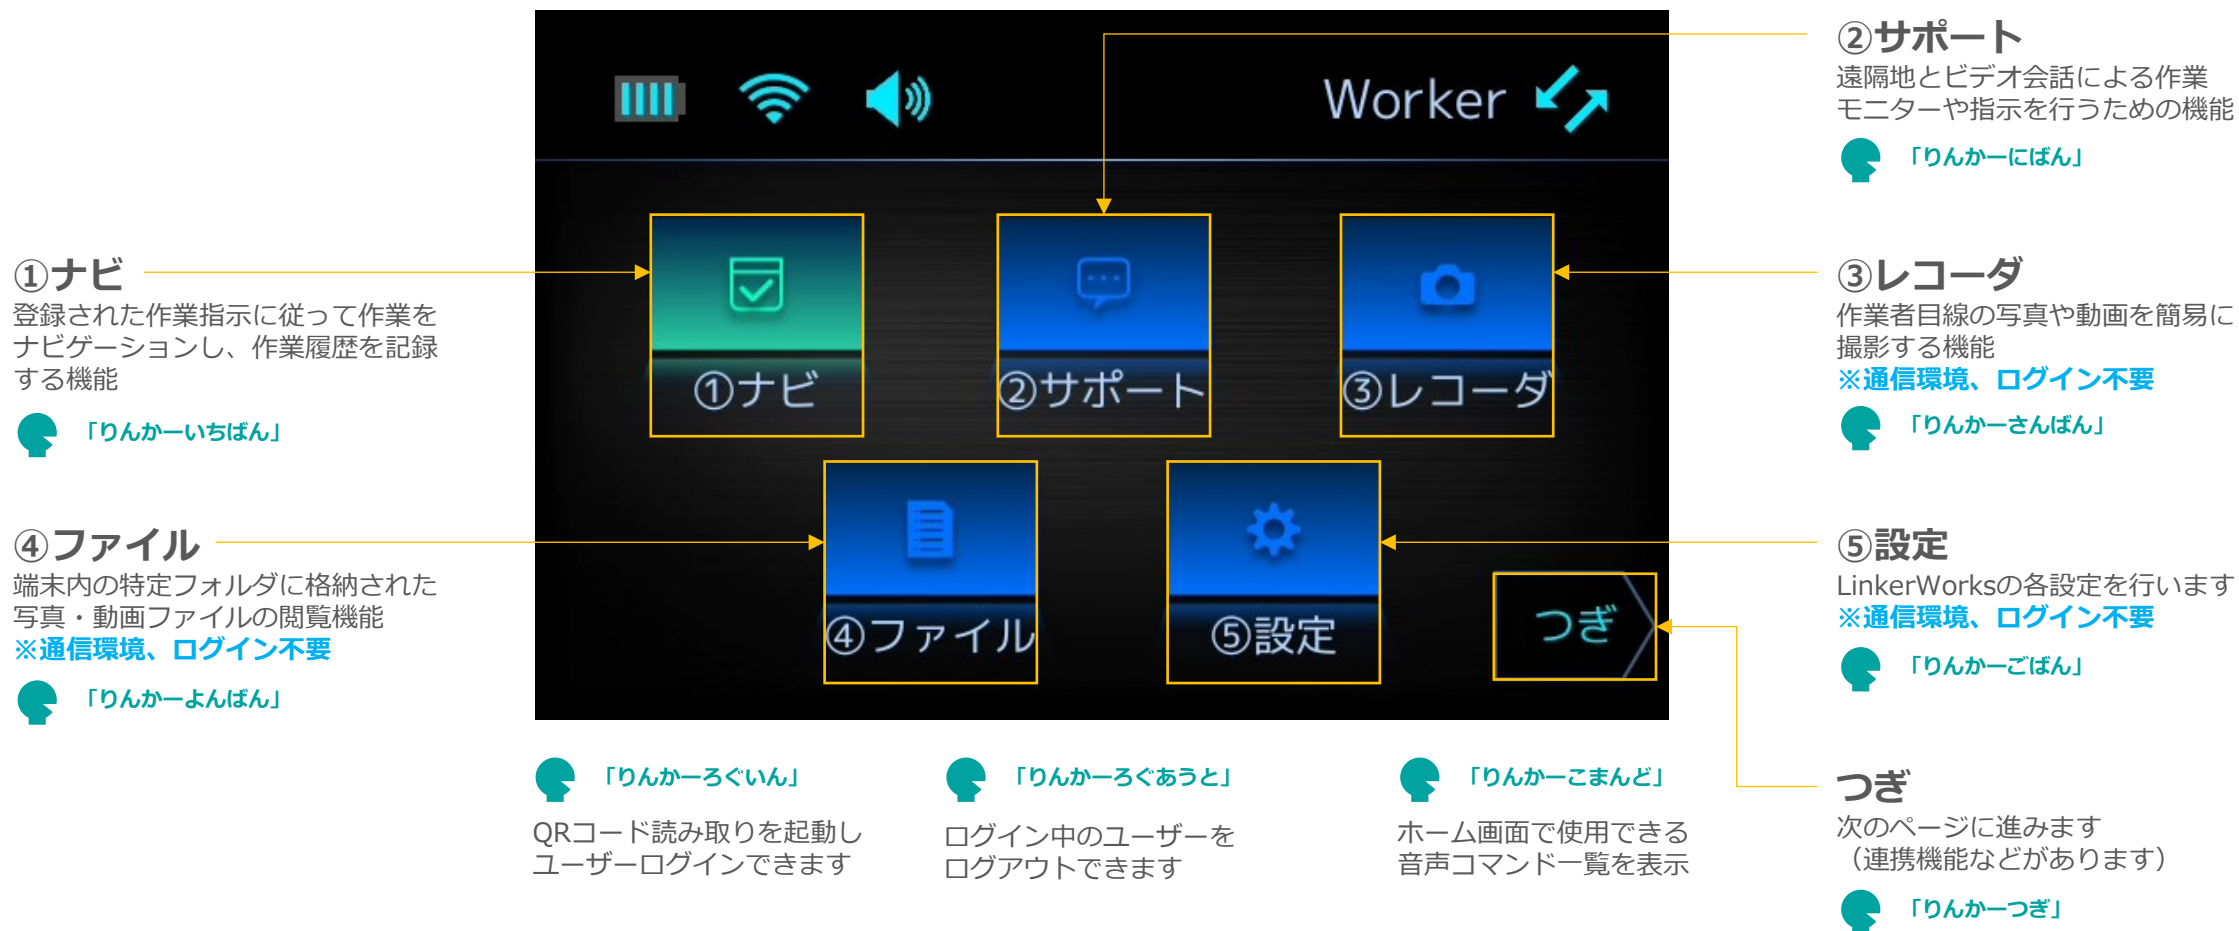 ①ナビ
登録された作業指示に従って作業を
ナビゲーションし、作業履歴を記録
する機能
「りんかーいちばん」
④ファイル
端末内の特定フォルダに格納された
写真・動画ファイルの閲覧機能
※通信環境、ログイン不要
「りんかーよんばん」
Worker
①ナビ
②サポート
③レコーダ
④ファイル
⑤設定
つぎ
「りんかーろぐいん」
QRコード読み取りを起動し
ユーザーログインできます
「りんかーろぐあうと」
ログイン中のユーザーを
ログアウトできます
「りんかーこまんど」
ホーム画面で使用できる
音声コマンド一覧を表示
②サポート
遠隔地とビデオ会話による作業
モニターや指示を行うための機能
「りんかーにばん」
③レコーダ
作業者目線の写真や動画を簡易に
撮影する機能
※通信環境、ログイン不要
「りんかーさんばん」
⑤設定
LinkerWorksの各設定を行います
※通信環境、ログイン不要
「りんかーごばん」
つぎ
次のページに進みます
（連携機能などがあります）
「りんかーつぎ」